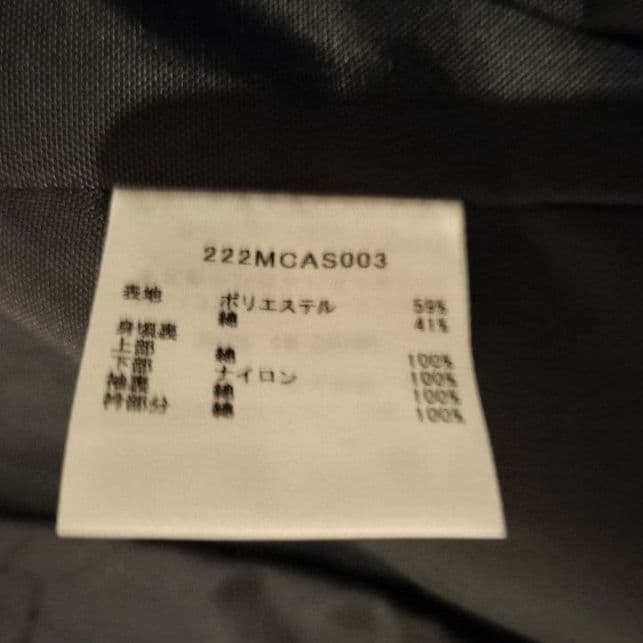 222MCAS003
表地 ポリエステル 59%
綿 41%
身頃裏
上部 綿 100%
下部 ナイロン 100%
袖裏 綿 100%
衿部分 綿 100%